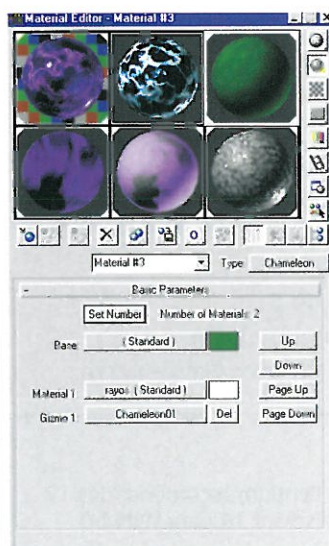 Material Editor - Material #3
Material #3 Type: Chameleon
- Basic Parameters
Set Number Number of Materials: 2
Base: (Standard) Up
Down
Material 1: rayos (Standard) Page Up
Gizmo 1: Chameleon01 Del Page Down